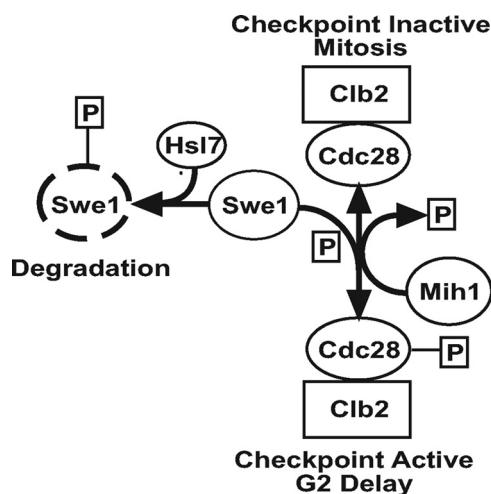 Checkpoint Inactive
Mitosis
Clb2
P
Hsl7
Cdc28
Swe1
Swe1
P
P
Degradation
Mih1
Cdc28
P
Clb2
Checkpoint Active
G2 Delay